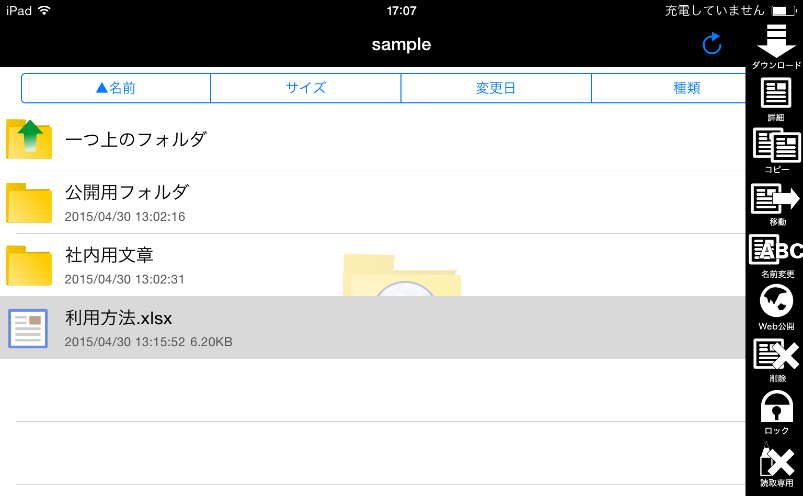 iPad 17:07 充電していません
sample
▲名前 サイズ 変更日 種類
一つ上のフォルダ
公開用フォルダ
2015/04/30 13:02:16
社内用文章
2015/04/30 13:02:31
利用方法.xlsx
2015/04/30 13:15:52 6.20KB
ダウンロード
詳細
コピー
移動
ABC
名前変更
Web公開
削除
ロック
読取専用